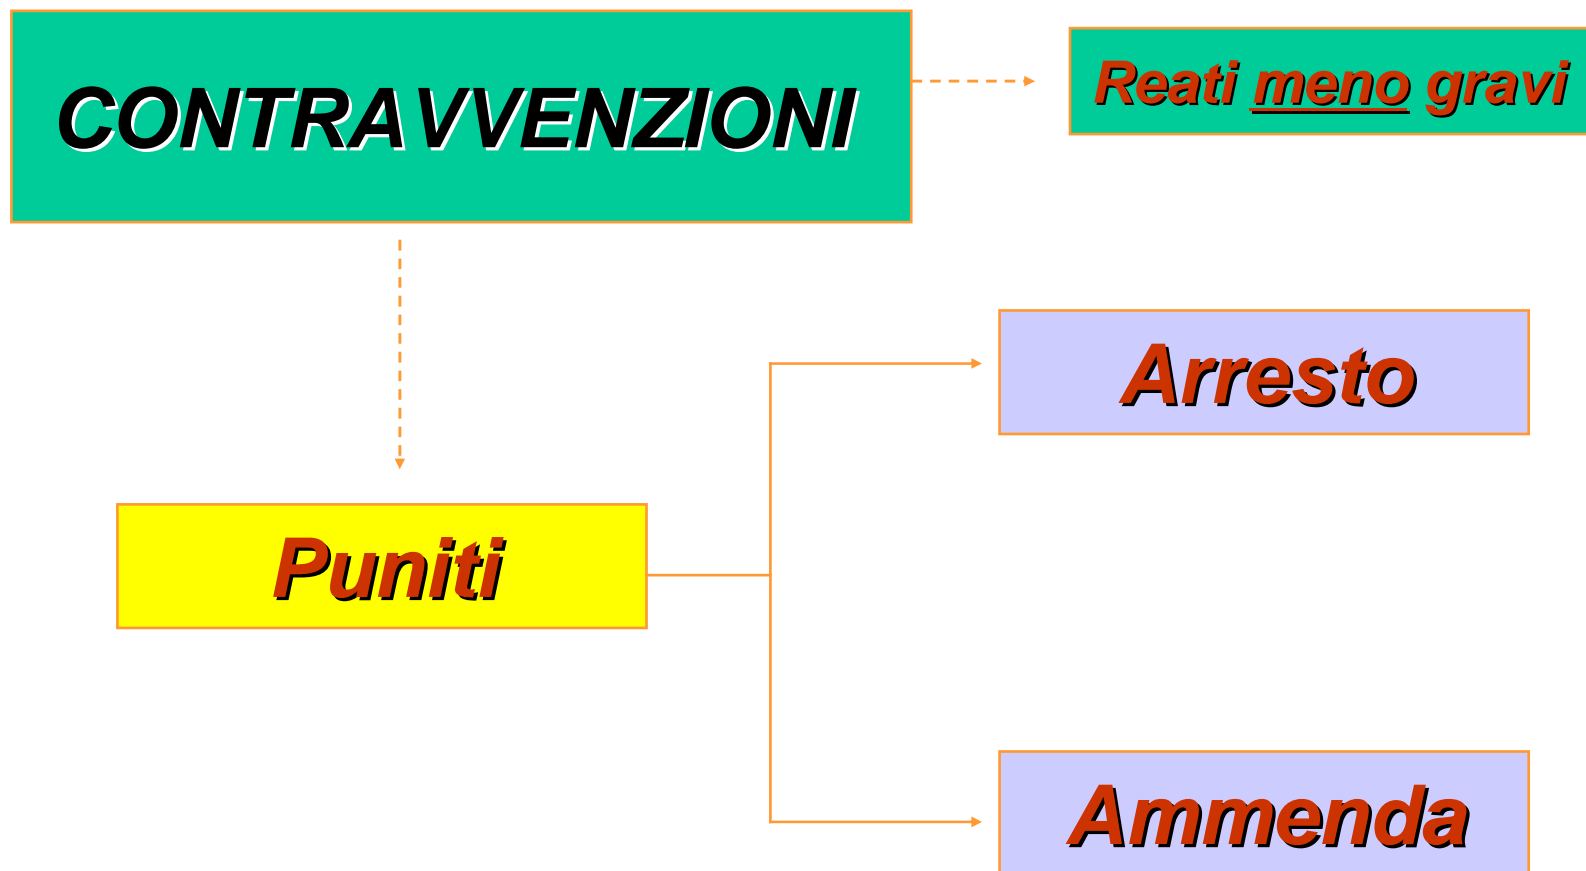 CONTRAVVENZIONI
Reati meno gravi
Arresto
Puniti
Ammenda